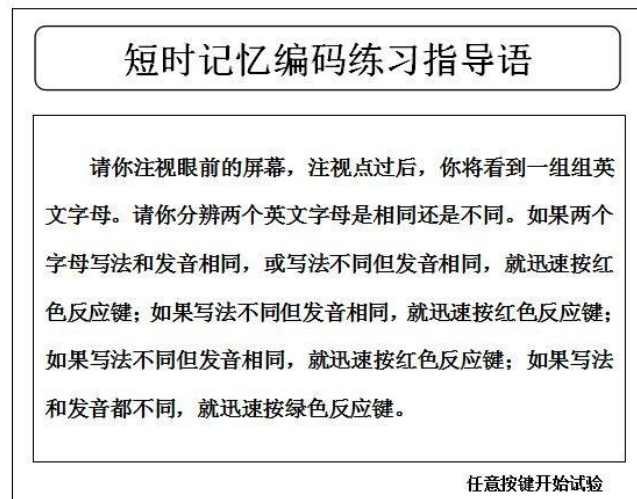 短时记忆编码练习指导语
请你注视眼前的屏幕，注视点过后，你将看到一组组英
文字母。请你分辨两个英文字母是相同还是不同。如果两个
字母写法和发音相同，或写法不同但发音相同，就迅速按红
色反应键；如果写法不同但发音相同，就迅速按红色反应键；
如果写法不同但发音相同，就迅速按红色反应键；如果写法
和发音都不同，就迅速按绿色反应键。
任意按键开始试验